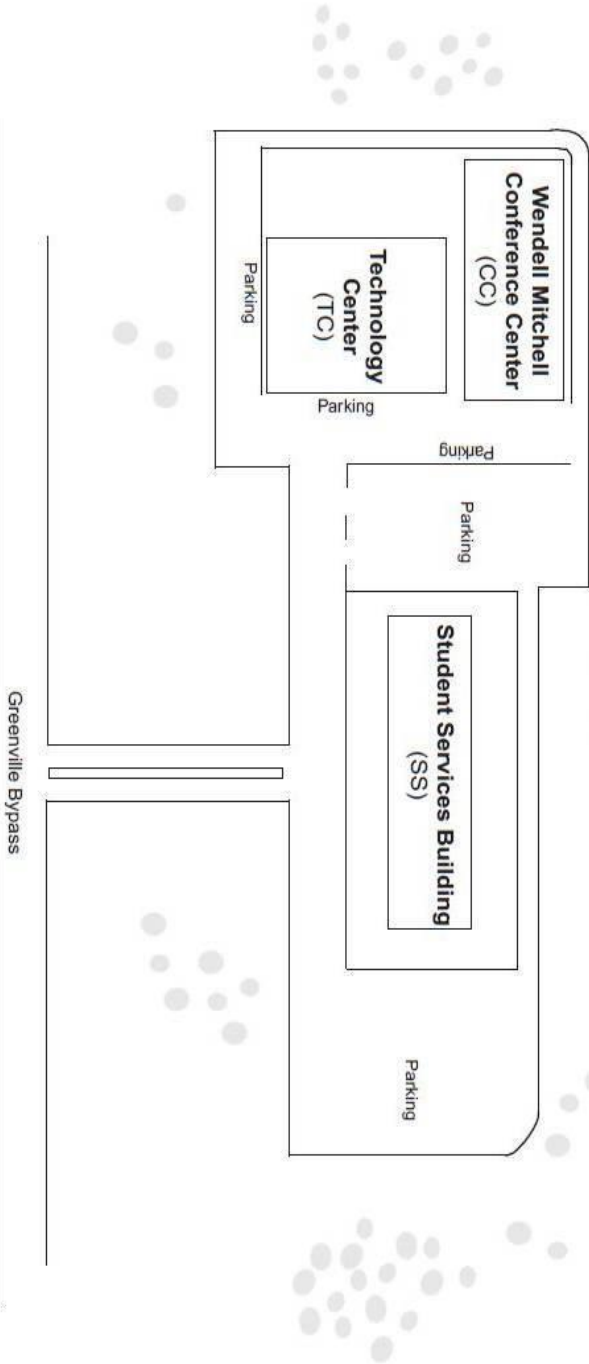 Wendell Mitchell
Conference Center
(CC)
Technology
Center
(TC)
Parking
Parking
Parking
Parking
Student Services Building
(SS)
Parking
Greenville Bypass